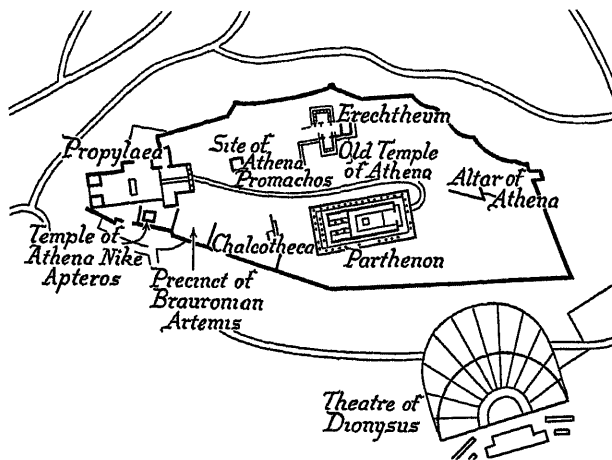 Erechtheum
Propylaea
Site of
Athena
Promachos
Old Temple
of Athena
Altar of
Athena
Temple of
Athena Nike
Apteros
Chalcotheca
Parthenon
Precinct of
Brauronian
Artemis
Theatre of
Dionysus